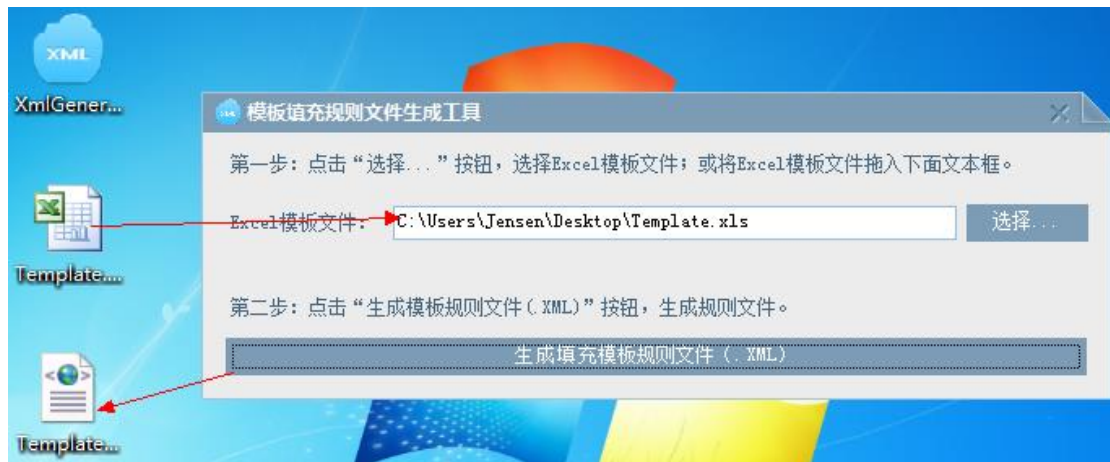 XML
XmlGener...
模板填充规则文件生成工具
第一步：点击“选择...”按钮，选择Excel模板文件；或将Excel模板文件拖入下面文本框。
Excel模板文件：
C:\Users\Jensen\Desktop\Template.xls
选择...
Template....
第二步：点击“生成模板规则文件(.XML)”按钮，生成规则文件。
生成填充模板规则文件（.XML）
Template...